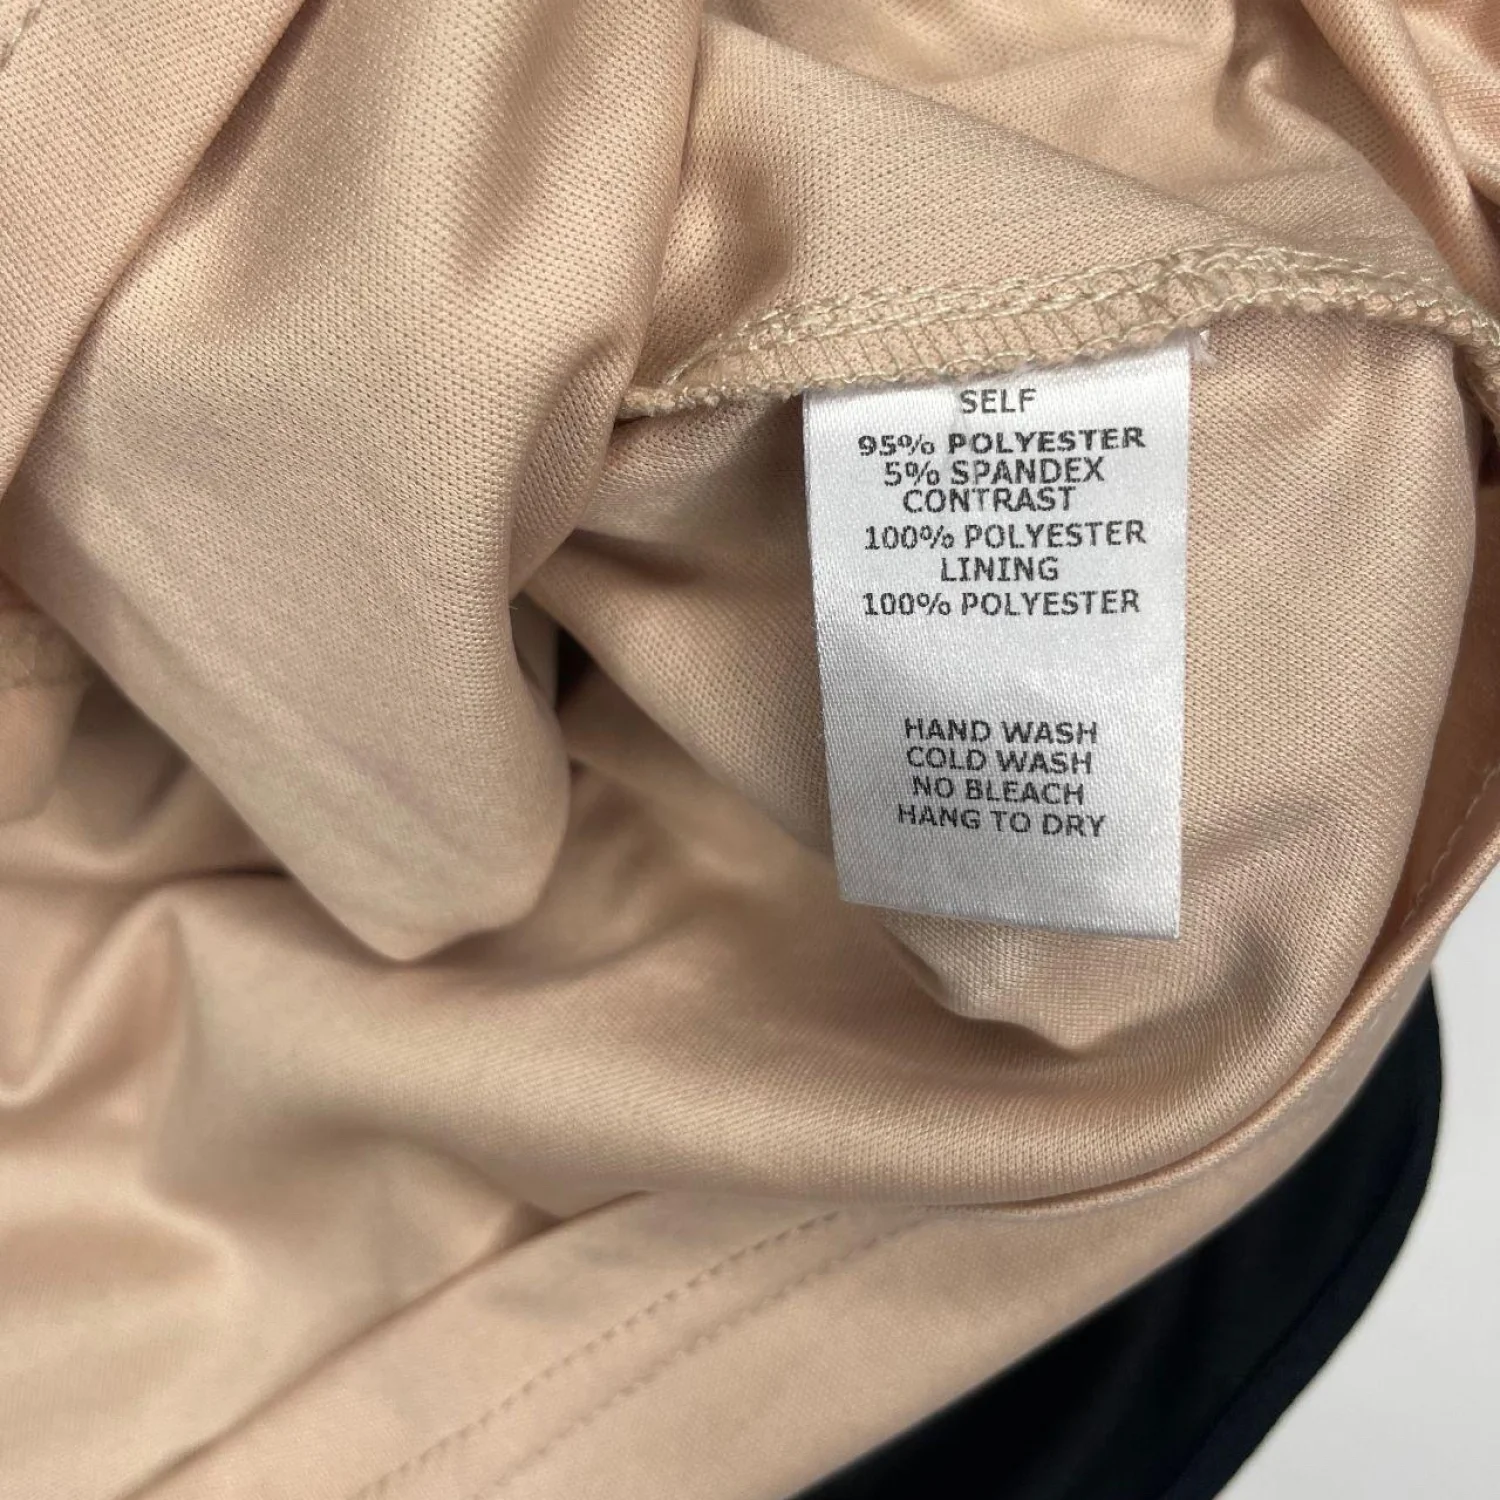 SELF
95% POLYESTER
5% SPANDEX
CONTRAST
100% POLYESTER
LINING
100% POLYESTER
HAND WASH
COLD WASH
NO BLEACH
HANG TO DRY